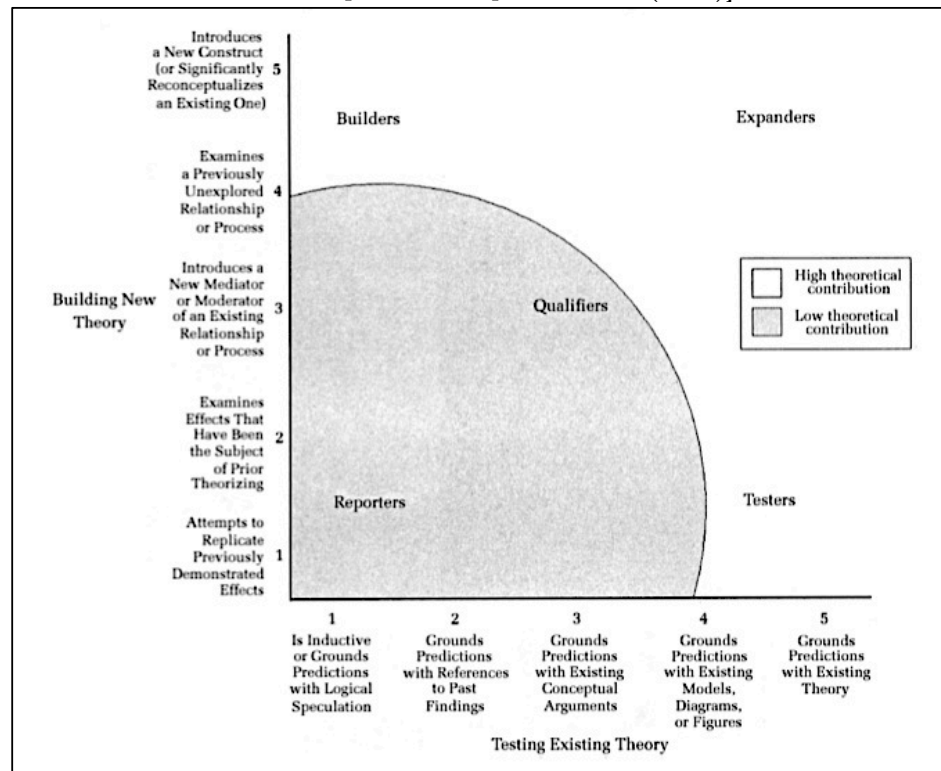 Introduces
a New Construct
(or Significantly
Reconceptualizes
an Existing One)
5
Builders
Expanders
Examines
a Previously
Unexplored
Relationship
or Process
4
High theoretical
contribution
Low theoretical
contribution
Building New
Theory
Introduces a
New Mediator
or Moderator
of an Existing
Relationship
or Process
3
Qualifiers
Examines
Effects That
Have Been
the Subject
of Prior
Theorizing
2
Reporters
Testers
Attempts to
Replicate
Previously
Demonstrated
Effects
1
1
Is Inductive
or Grounds
Predictions
with Logical
Speculation
2
Grounds
Predictions
with References
to Past
Findings
3
Grounds
Predictions
with Existing
Conceptual
Arguments
4
Grounds
Predictions
with Existing
Models,
Diagrams,
or Figures
5
Grounds
Predictions
with Existing
Theory
Testing Existing Theory